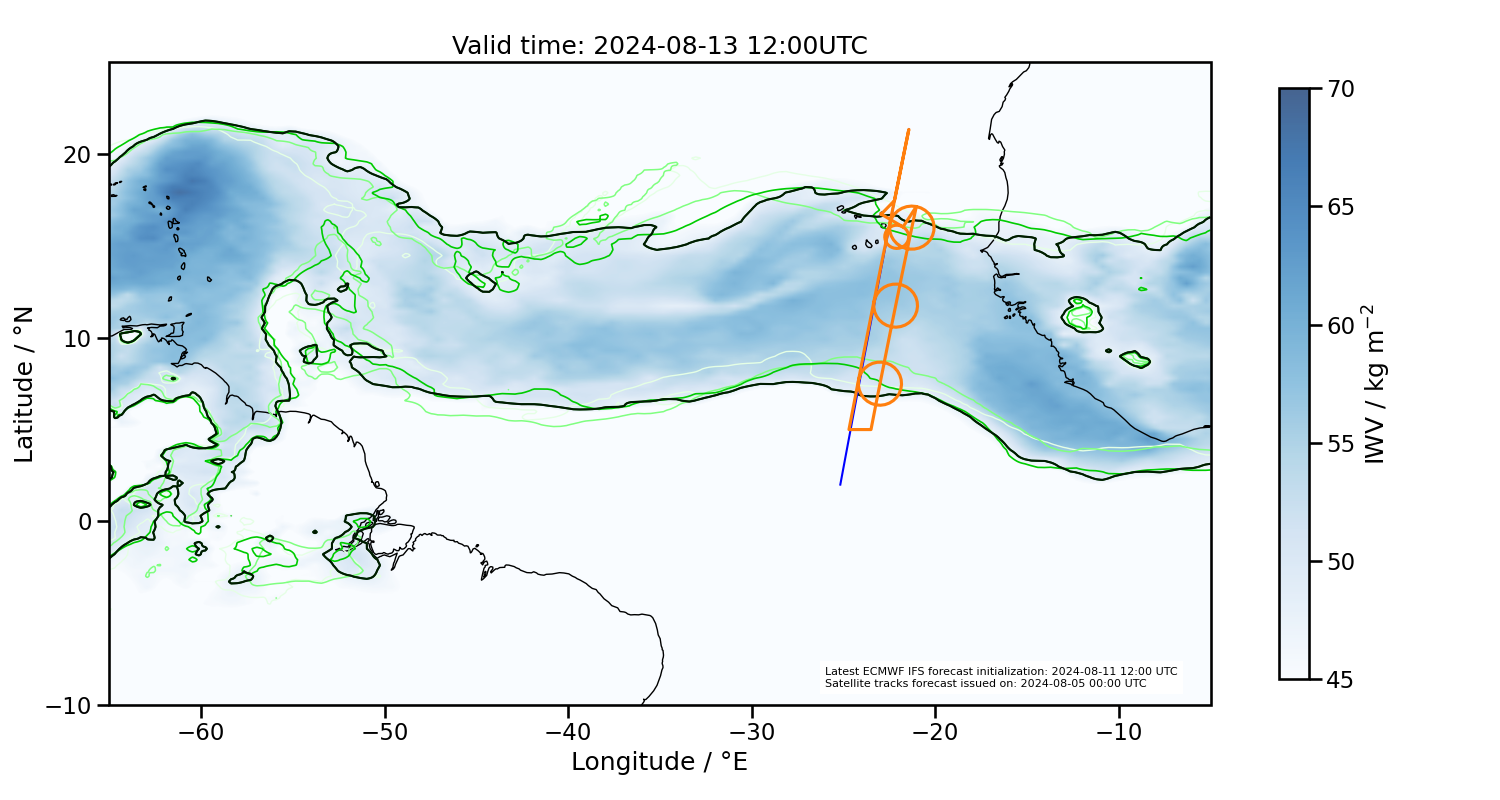 Valid time: 2024-08-13 12:00UTC
20
10
0
−10
Latitude / °N
−60
−50
−40
−30
−20
−10
Longitude / °E
Latest ECMWF IFS forecast initialization: 2024-08-11 12:00 UTC
Satellite tracks forecast issued on: 2024-08-05 00:00 UTC
70
65
60
55
50
45
IWV / kg m⁻²